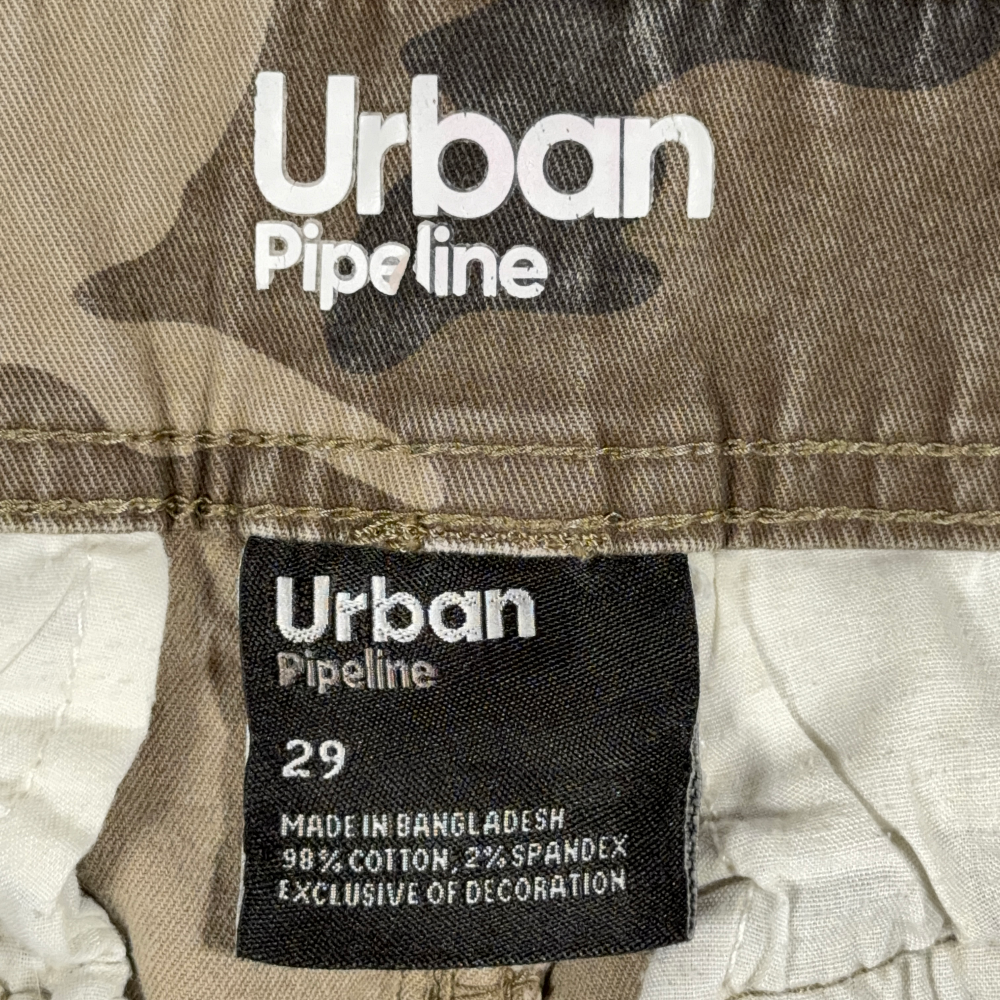 Urban
Pipeline
Urban
Pipeline
29
MADE IN BANGLADESH
98% COTTON, 2% SPANDEX
EXCLUSIVE OF DECORATION